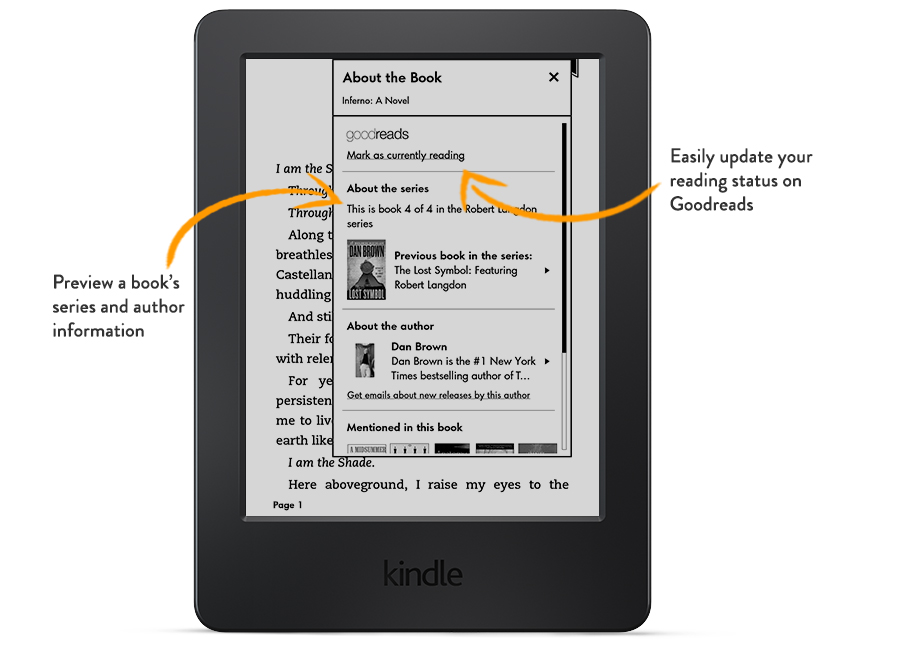 About the Book
Inferno: A Novel
goodreads
Mark as currently reading
About the series
This is book 4 of 4 in the Robert Langdon
series
DAN BROWN
LOST SYMBOL
Previous book in the series:
The Lost Symbol: Featuring
Robert Langdon
About the author
Dan Brown
Dan Brown is the #1 New York
Times bestselling author of T...
Get emails about new releases by this author
Mentioned in this book
A MIDSUMMER
I am the S
Through
Through
Along t
breathles
Castellan
huddling
And sti
Their fo
with relen
For ye
persisten
me to liv
earth like
I am the Shade.
Here aboveground, I raise my eyes to the
Page 1
kindle
Preview a book's
series and author
information
Easily update your
reading status on
Goodreads